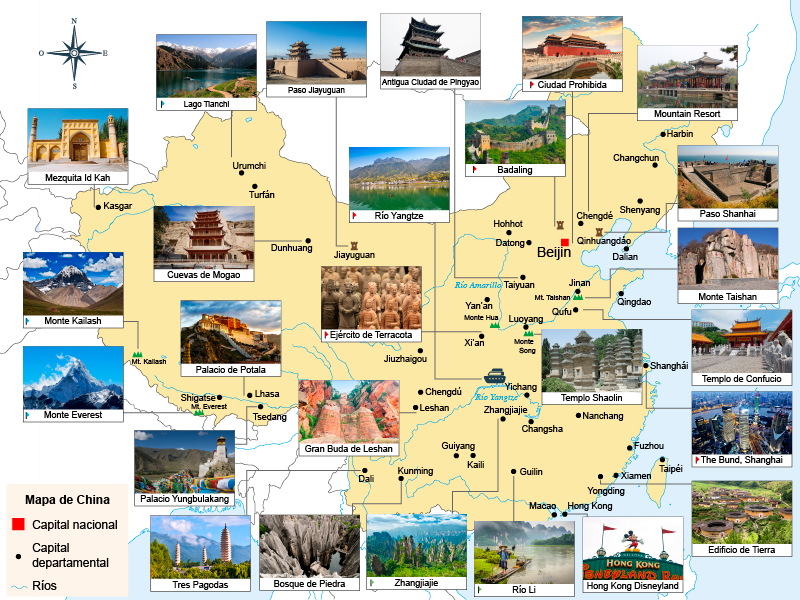 N
O
E
S
Lago Tianchi
Paso Jiayuguan
Antigua Ciudad de Pingyao
Ciudad Prohibida
Mountain Resort
Mezquita Id Kah
Río Yangtze
Badaling
Paso Shanhai
Harbin
Changchun
Shenyang
Urumchi
Turfán
Kasgar
Cuevas de Mogao
Dunhuang
Jiayuguan
Hohhot
Datong
Chengdé
Qinhuangdáo
Beijin
Dalian
Monte Kailash
Mt. Kailash
Ejército de Terracota
Río Amarillo
Taiyuan
Jinan
Mt. Taishan
Qingdao
Monte Taishan
Yan'an
Monte Hua
Luoyang
Qufu
Xi'an
Monte
Song
Jiuzhaigou
Palacio de Potala
Templo Shaolin
Templo de Confucio
Monte Everest
Shigatse
Mt. Everest
Lhasa
Tsedang
Gran Buda de Leshan
Chengdú
Leshan
Yichang
Río Yangtze
Zhangjiajie
Changsha
Nanchang
Shanghái
The Bund, Shanghai
Palacio Yungbulakang
Dali
Kunming
Guiyang
Kaili
Guilin
Fuzhou
Xiamen
Yongding
Taipéi
Macao
Hong Kong
Edificio de Tierra
Mapa de China
Capital nacional
Capital
departamental
Ríos
Tres Pagodas
Bosque de Piedra
Zhangjiajie
Río Li
HONG KONG
DISNEYLAND
Hong Kong Disneyland